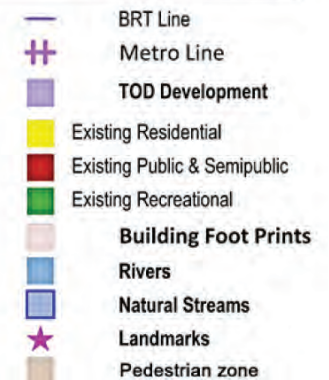 BRT Line
Metro Line
TOD Development
Existing Residential
Existing Public & Semipublic
Existing Recreational
Building Foot Prints
Rivers
Natural Streams
Landmarks
Pedestrian zone